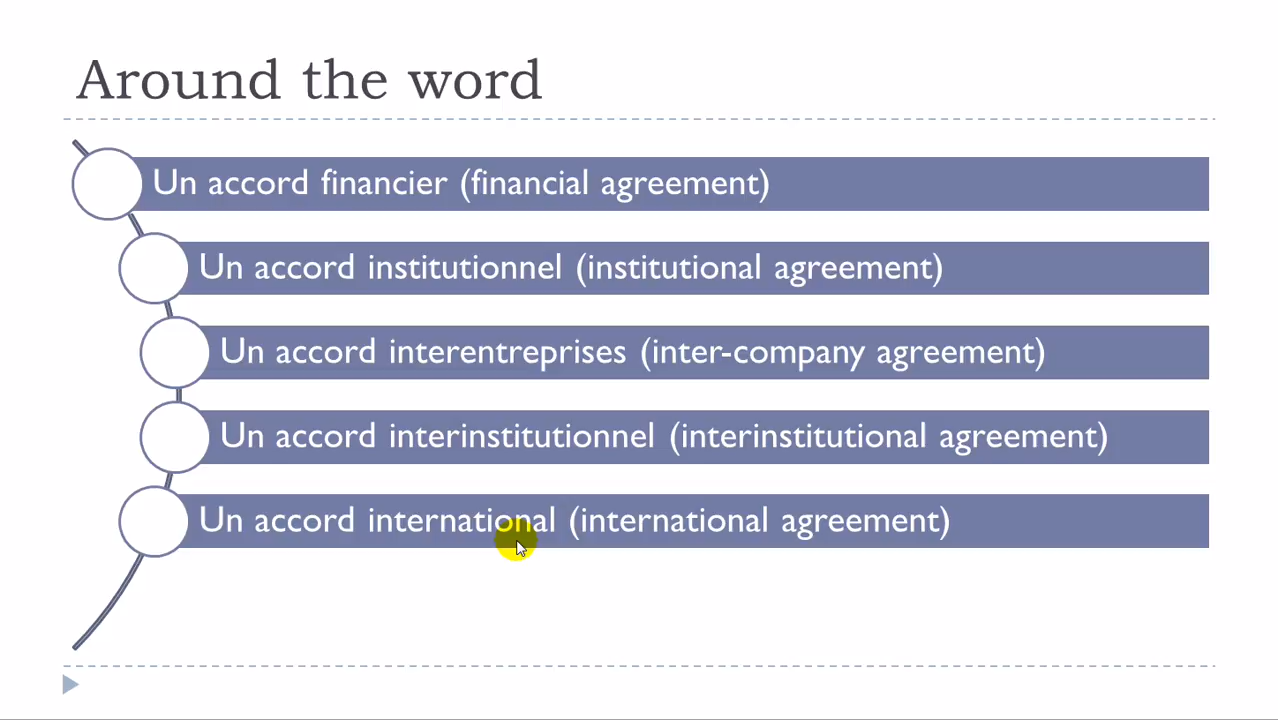 Around the word
Un accord financier (financial agreement)
Un accord institutionnel (institutional agreement)
Un accord interentreprises (inter-company agreement)
Un accord interinstitutionnel (interinstitutional agreement)
Un accord international (international agreement)